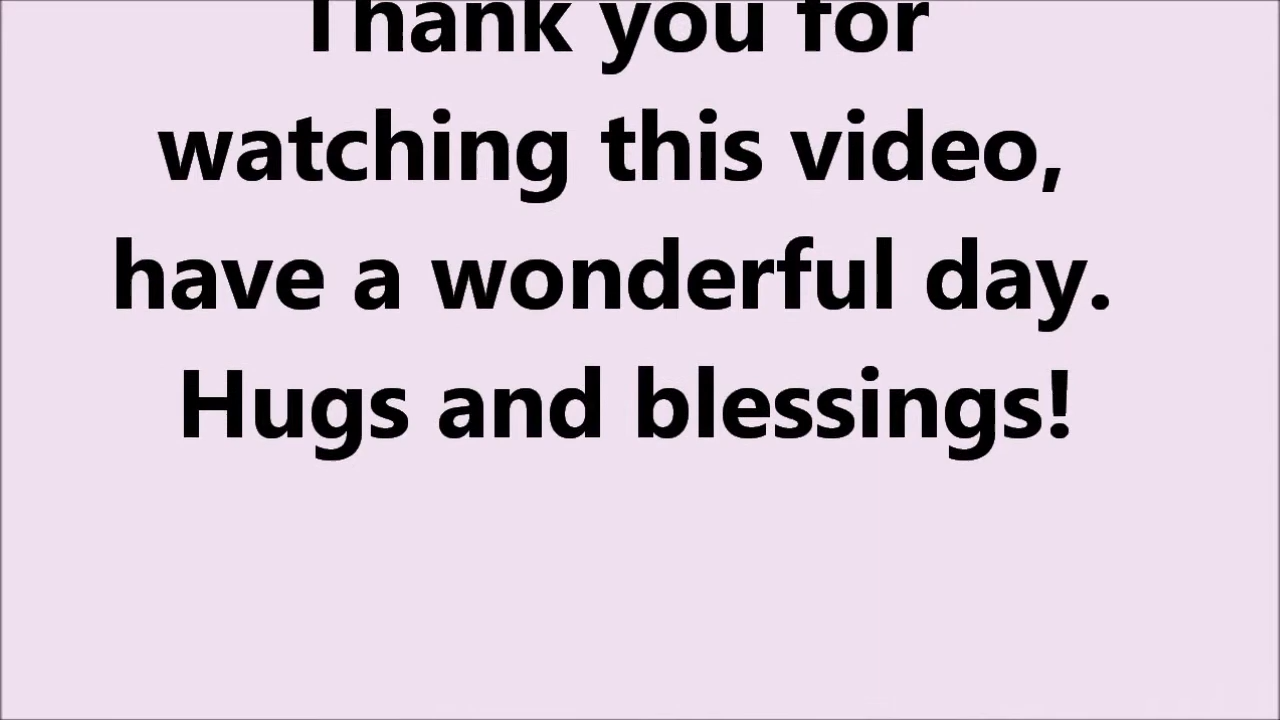 Thank you for
watching this video,
have a wonderful day.
Hugs and blessings!